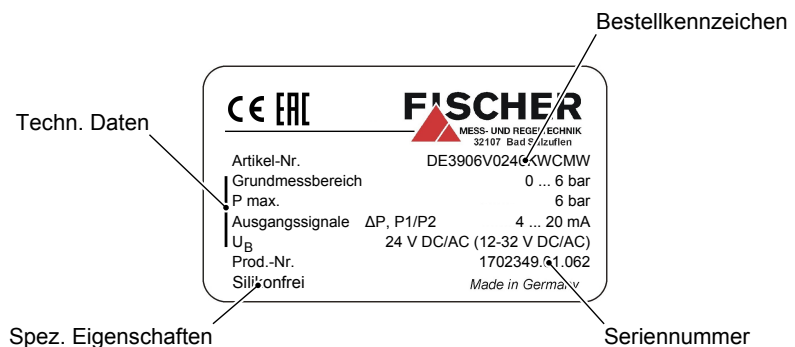 Bestellkennzeichen
Techn. Daten
CE EAC
FISCHER
MESS- UND REGELTECHNIK
32107 Bad Salzuflen
Artikel-Nr. DE3906V024CKWCMW
Grundmessbereich 0 ... 6 bar
P max. 6 bar
Ausgangssignale ΔP, P1/P2 4 ... 20 mA
UB 24 V DC/AC (12-32 V DC/AC)
Prod.-Nr. 1702349.01.062
Silikonfrei Made in Germany
Spez. Eigenschaften
Seriennummer